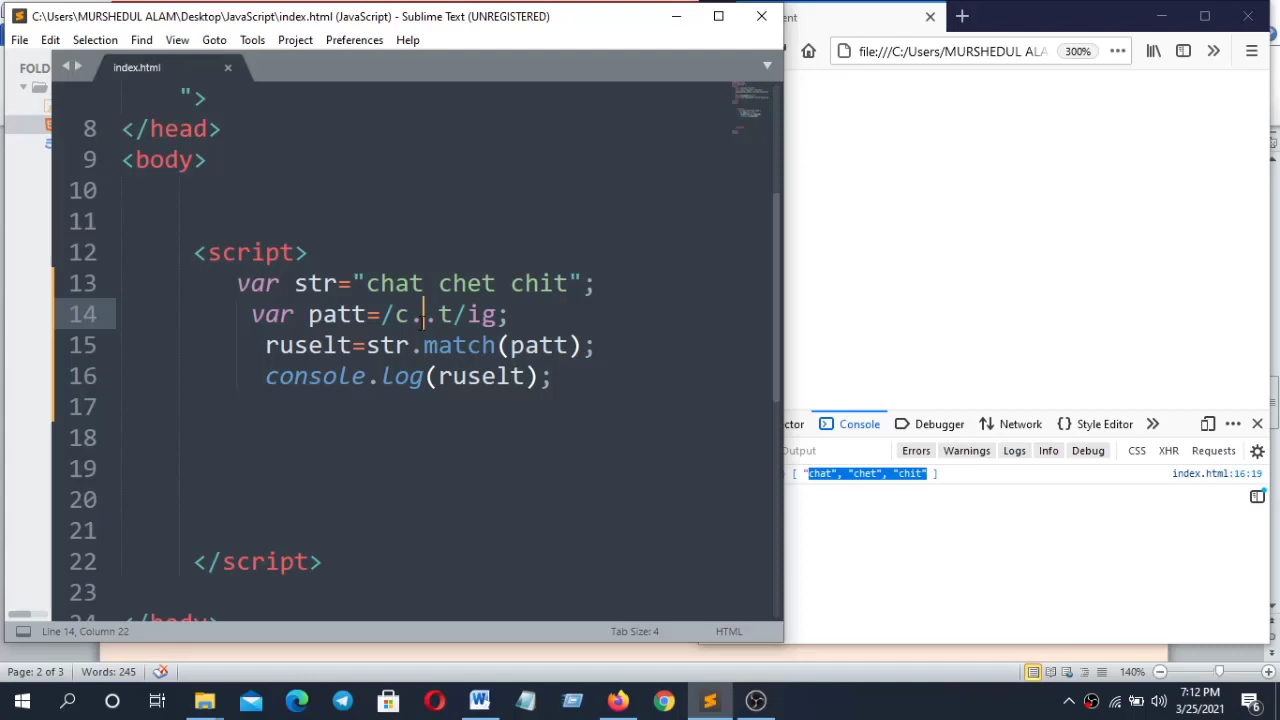 C:\Users\MURSHEDUL ALAM\Desktop\JavaScript\index.html (JavaScript) - Sublime Text (UNREGISTERED)
File Edit Selection Find View Goto Tools Project Preferences Help
FOLD
index.html
">
8 </head>
9 <body>
10
11
12 <script>
13 var str="chat chet chit";
14 var patt=/c..t/ig;
15 ruselt=str.match(patt);
16 console.log(ruselt);
17
18
19
20
21
22 </script>
23
24 </body>
Line 14, Column 22
Tab Size: 4
HTML
file:///C:/Users/MURSHEDUL ALA
300%
Console
Debugger
Network
Style Editor
Output
Errors Warnings Logs Info Debug
CSS XHR Requests
[ "chat", "chet", "chit" ]
index.html:16:19
Page: 2 of 3
Words: 245
140%
7:12 PM
3/25/2021
6